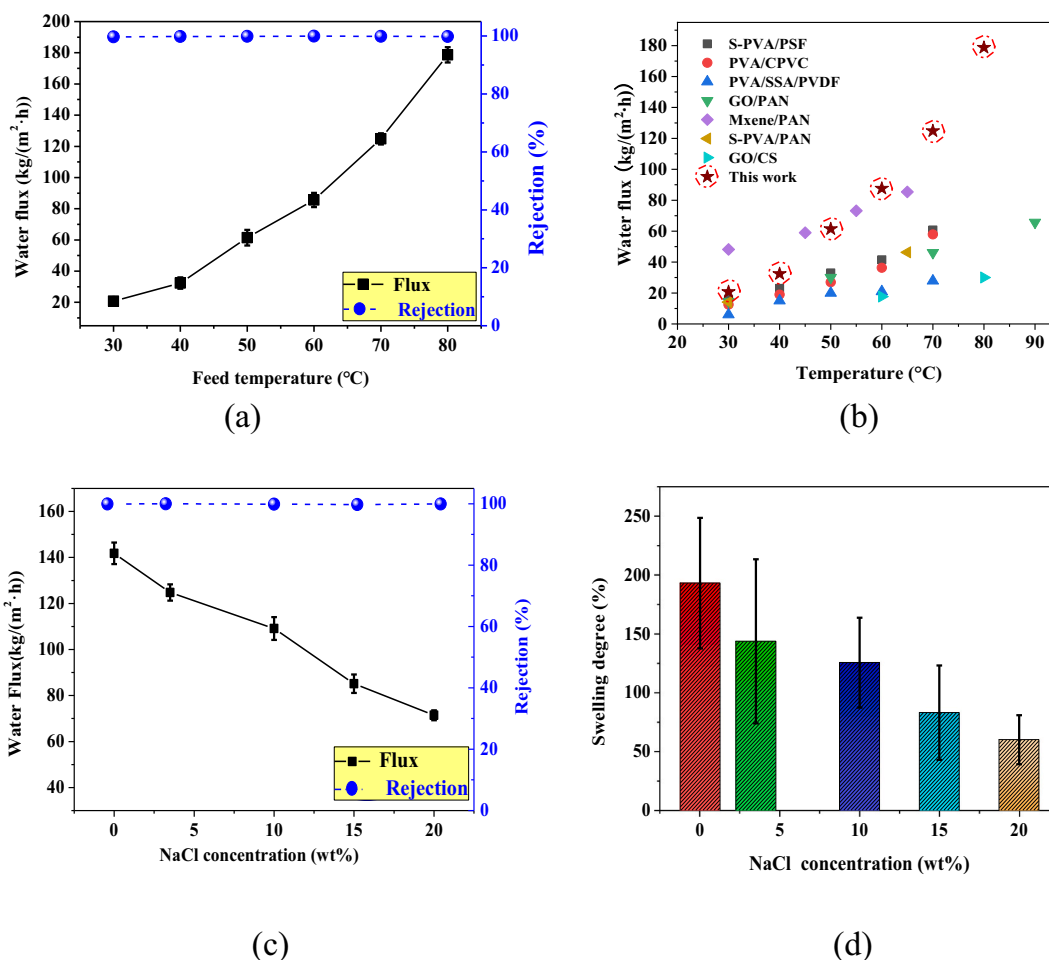 200
180
160
140
120
100
80
60
40
20
Water flux (kg/(m²·h))
100
80
60
40
20
0
Rejection (%)
Flux
Rejection
30 40 50 60 70 80
Feed temperature (°C)
(a)
180
160
140
120
100
80
60
40
20
0
Water flux (kg/(m²·h))
S-PVA/PSF
PVA/CPVC
PVA/SSA/PVDF
GO/PAN
Mxene/PAN
S-PVA/PAN
GO/CS
This work
20 30 40 50 60 70 80 90
Temperature (°C)
(b)
160
140
120
100
80
60
40
Water Flux(kg/(m²·h))
100
80
60
40
20
0
Rejection (%)
Flux
Rejection
0 5 10 15 20
NaCl concentration (wt%)
(c)
250
200
150
100
50
0
Swelling degree (%)
0 5 10 15 20
NaCl concentration (wt%)
(d)